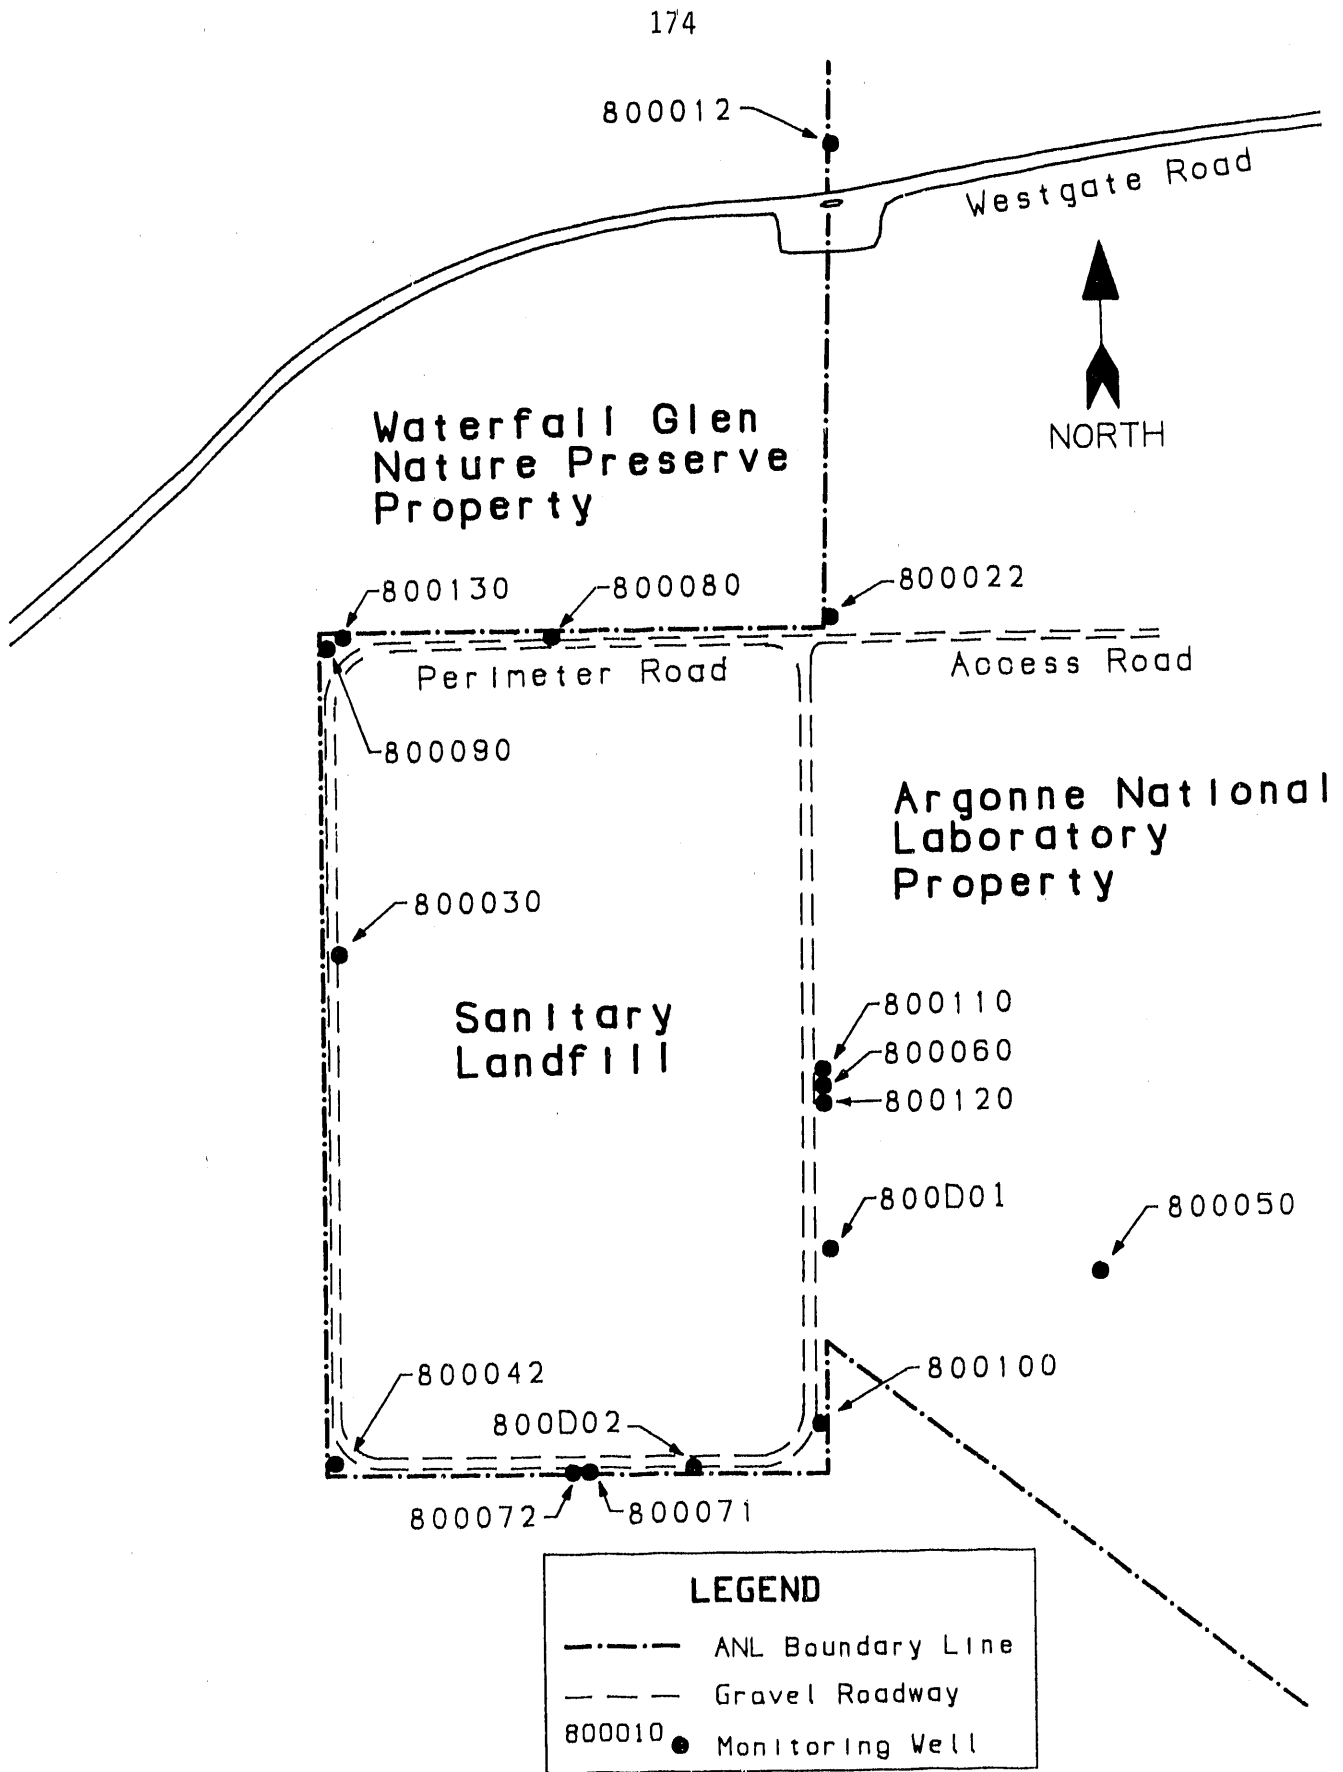 174
800012
Westgate Road
NORTH
Waterfall Glen
Nature Preserve
Property
800130
800080
800022
Perimeter Road
Access Road
800090
Argonne National
Laboratory
Property
800030
Sanitary
Landfill
800110
800060
800120
800D01
800050
800042
800D02
800100
800072
800071
LEGEND
ANL Boundary Line
Gravel Roadway
800010 Monitoring Well